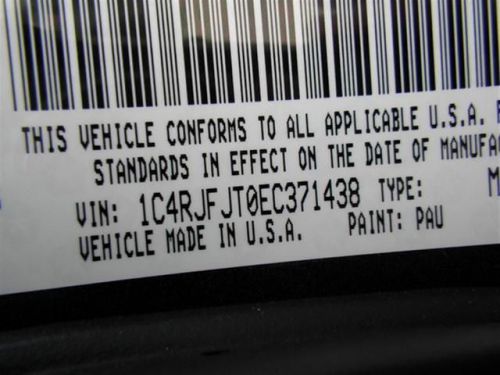 THIS VEHICLE CONFORMS TO ALL APPLICABLE U.S.A.
STANDARDS IN EFFECT ON THE DATE OF
VIN: 1C4RJFJT0EC371438 TYPE:
VEHICLE MADE IN U.S.A. PAINT: PAU